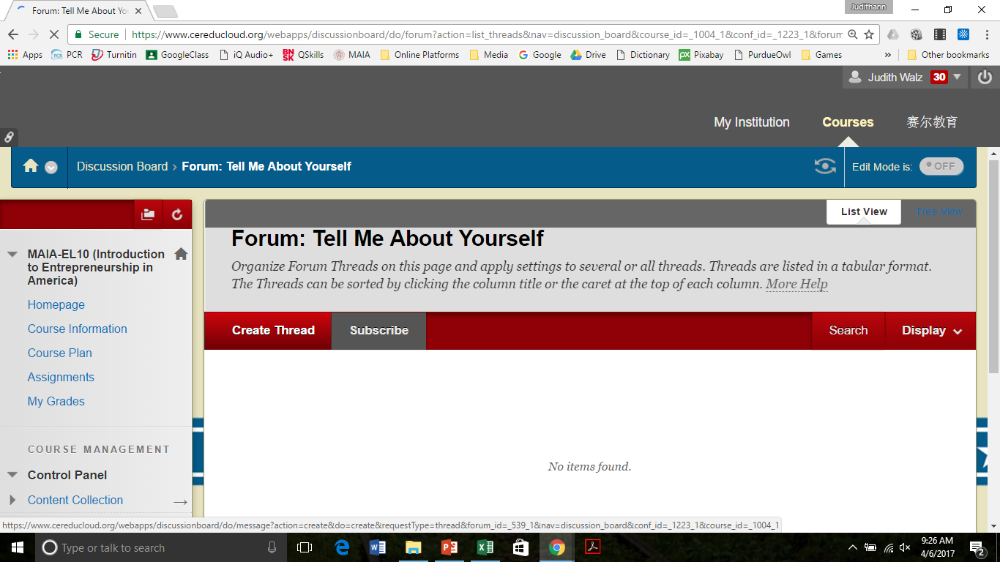 Forum: Tell Me About Yo
Judithann
Secure https://www.cereducloud.org/webapps/discussionboard/do/forum?action=list_threads&nav=discussion_board&course_id=_1004_1&conf_id=_1223_1&forum
Apps PCR Turnitin GoogleClass iQ Audio+ QSkills MAIA Online Platforms Media Google Drive Dictionary Pixabay PurdueOwl Games » Other bookmarks
Judith Walz 30
My Institution Courses 赛尔教育
Discussion Board › Forum: Tell Me About Yourself
Edit Mode is: OFF
List View Tree View
Forum: Tell Me About Yourself
Organize Forum Threads on this page and apply settings to several or all threads. Threads are listed in a tabular format.
The Threads can be sorted by clicking the column title or the caret at the top of each column. More Help
Create Thread Subscribe Search Display
No items found.
MAIA-EL10 (Introduction
to Entrepreneurship in
America)
Homepage
Course Information
Course Plan
Assignments
My Grades
COURSE MANAGEMENT
Control Panel
Content Collection
https://www.cereducloud.org/webapps/discussionboard/do/message?action=create&do=create&requestType=thread&forum_id=_539_1&nav=discussion_board&conf_id=_1223_1&course_id=_1004_1
Type or talk to search
9:26 AM
4/6/2017
2